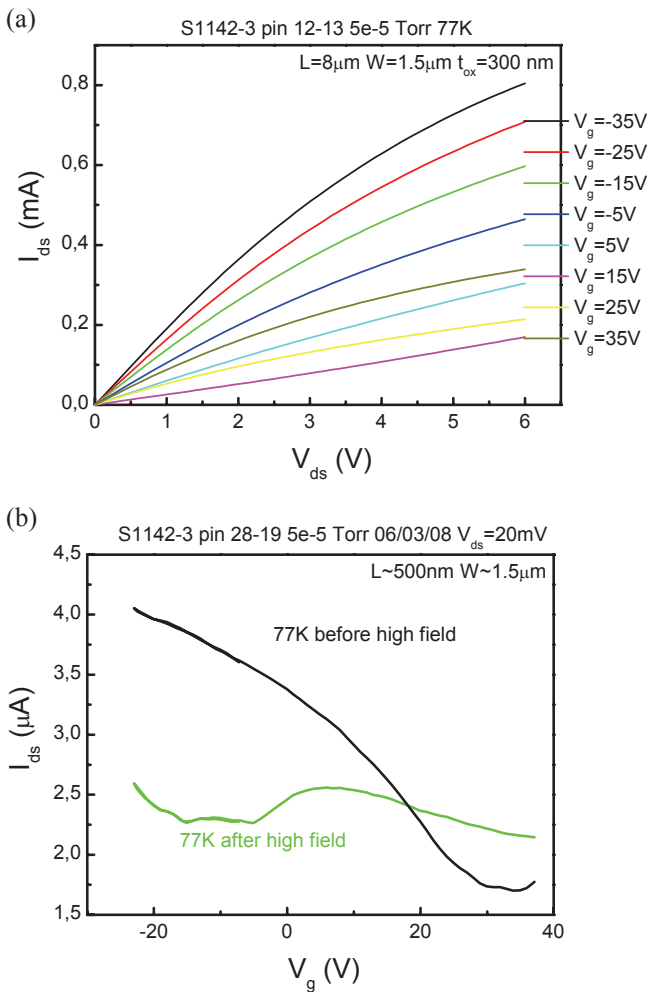 (a)
S1142-3 pin 12-13 5e-5 Torr 77K
L=8μm W=1.5μm tox=300 nm
0,8
0,6
0,4
0,2
0,0
Ids (mA)
Vg=-35V
Vg=-25V
Vg=-15V
Vg=-5V
Vg=5V
Vg=15V
Vg=25V
Vg=35V
0 1 2 3 4 5 6
Vds (V)
(b)
S1142-3 pin 28-19 5e-5 Torr 06/03/08 Vds=20mV
L~500nm W~1.5μm
4,5
4,0
3,5
3,0
2,5
2,0
1,5
Ids (μA)
77K before high field
77K after high field
-20 0 20 40
Vg (V)